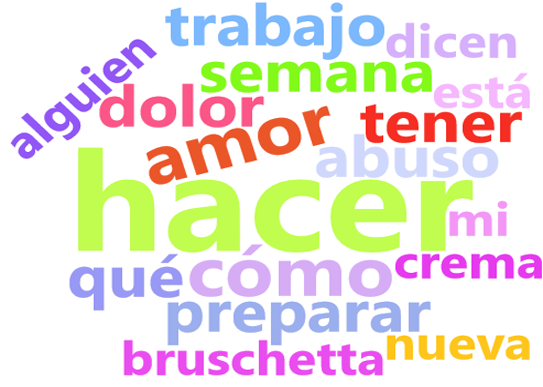 trabajo
dicen
alguien
semana
está
dolor
tener
amor
abuso
hacer
mi
qué
cómo
crema
preparar
nueva
bruschetta